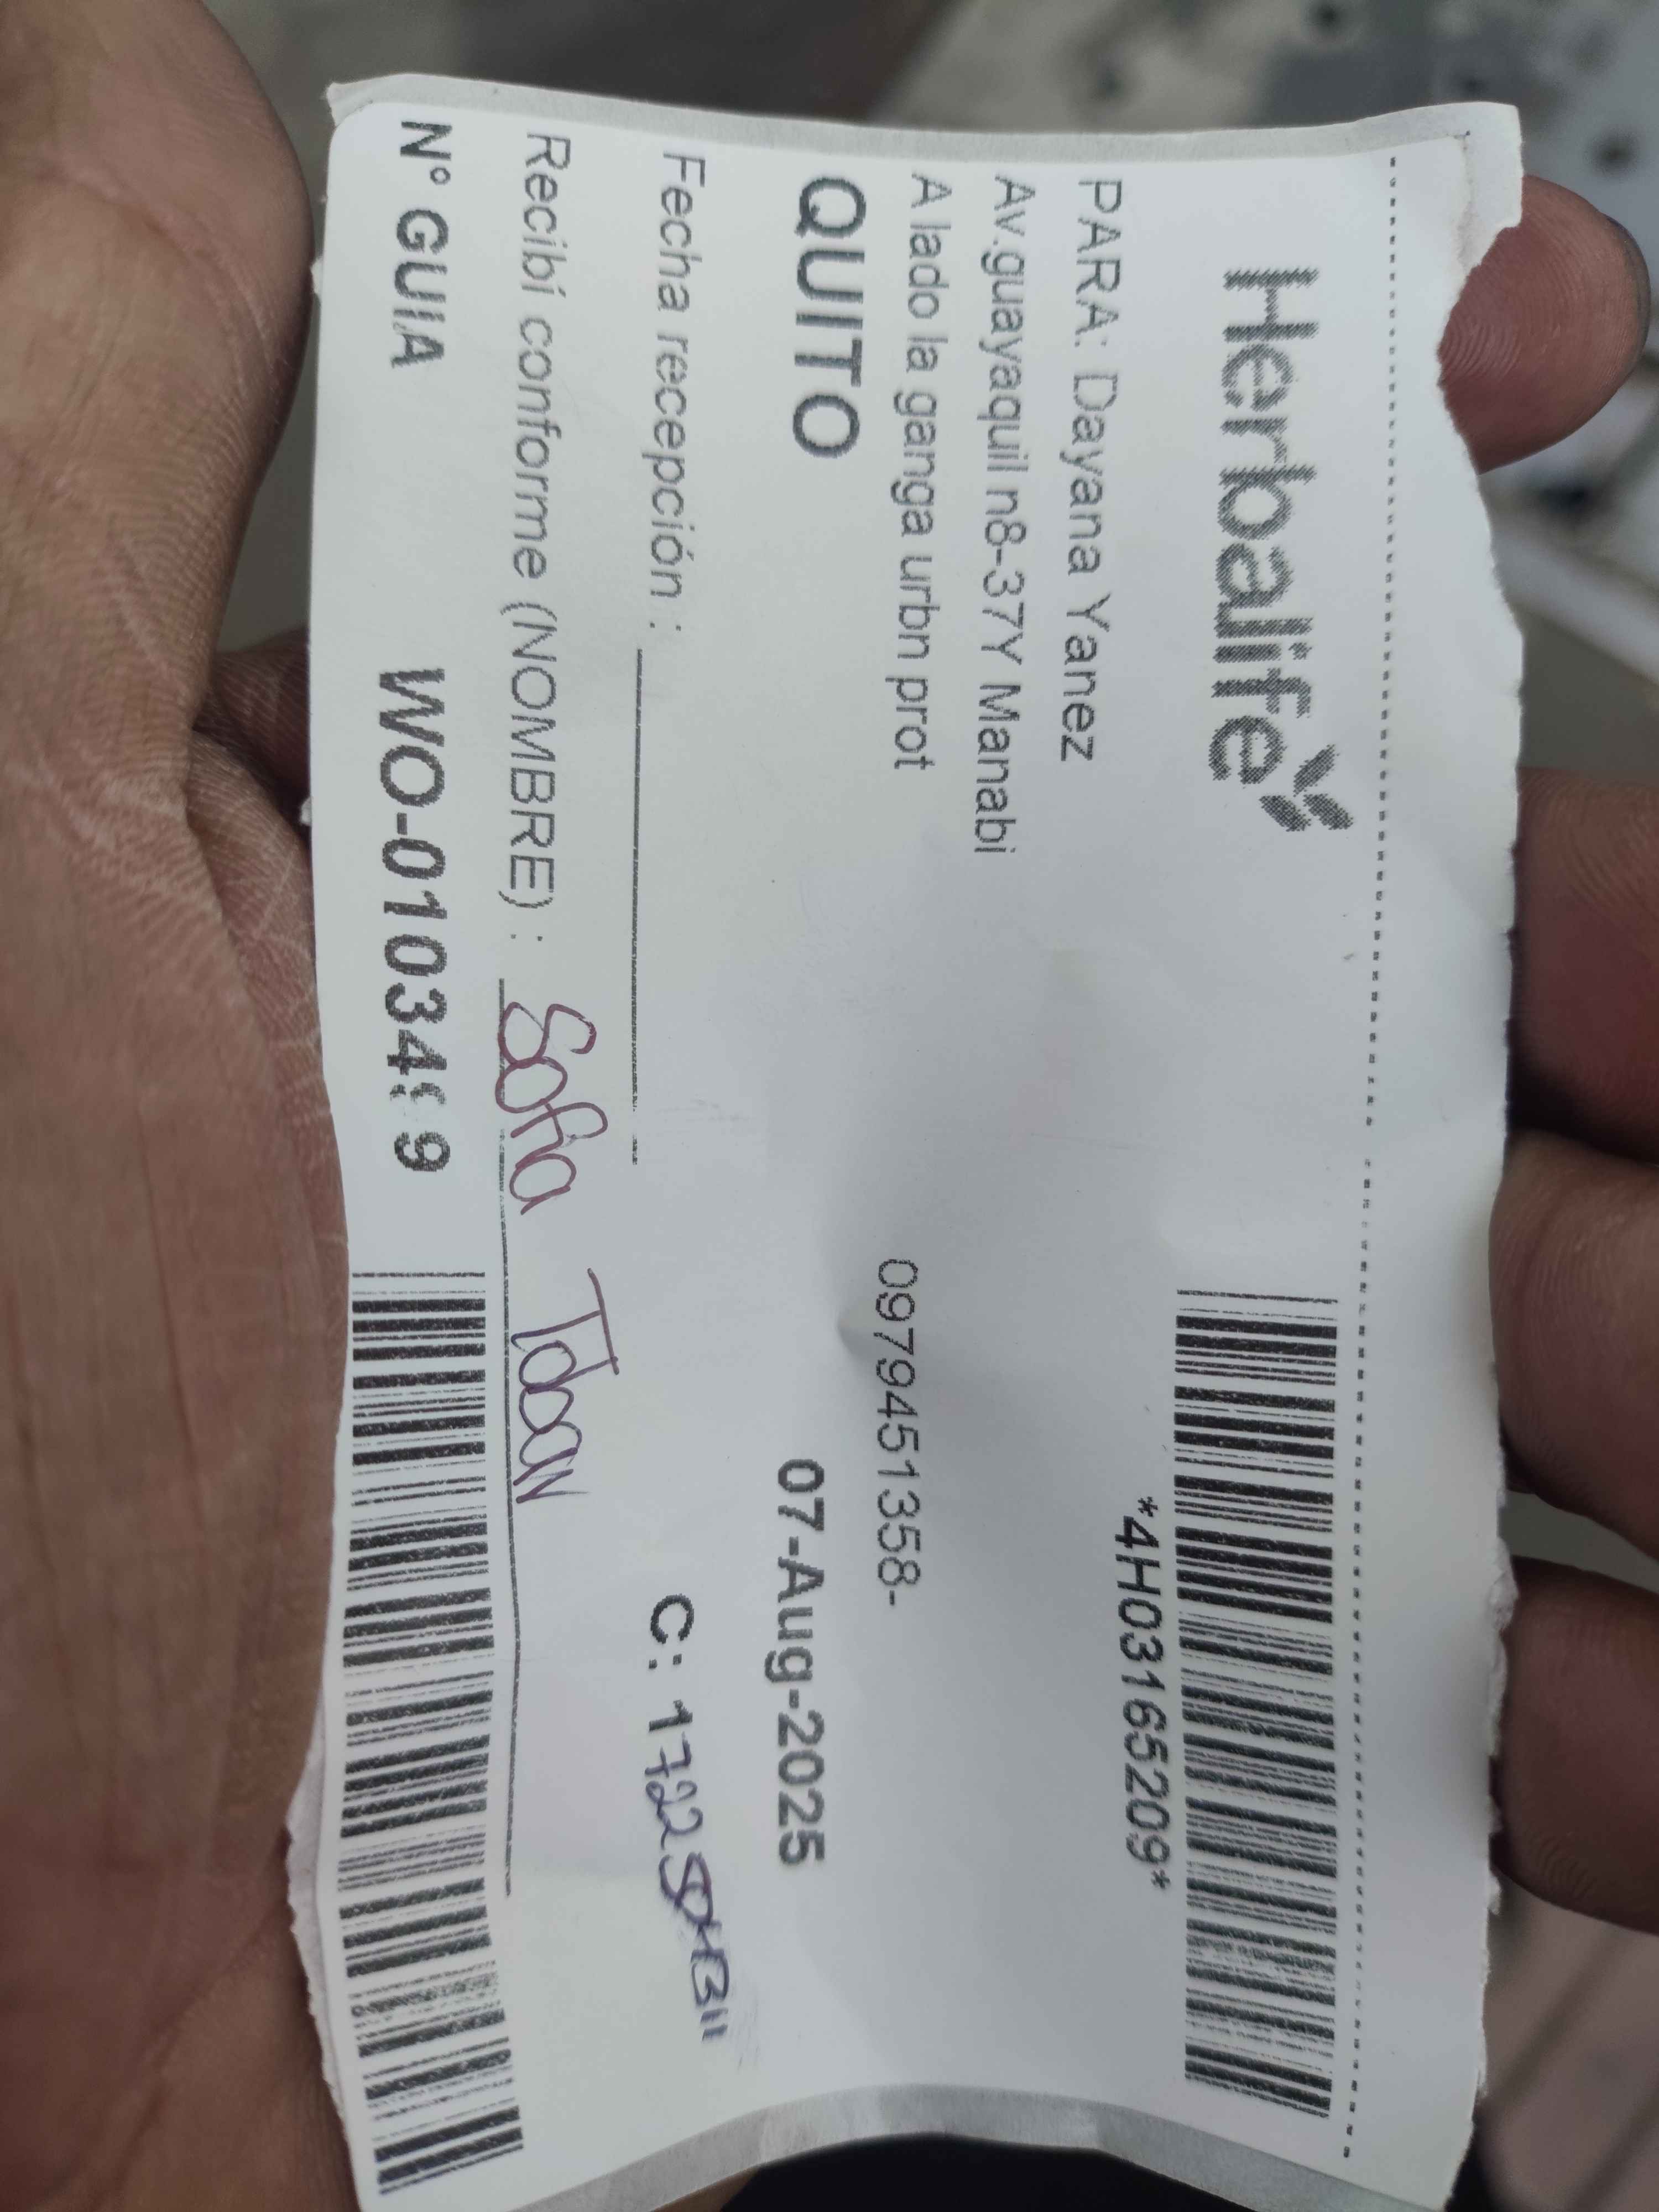 Herbalife
*4H03165209*
PARA: Dayana Yanez
Av.guayaquil n8-37Y Manabi
A lado la ganga urbn prot
0979451358-
QUITO
07-Aug-2025
Fecha recepción :
C:
Recibí conforme (NOMBRE) : Sofia
N° GUIA